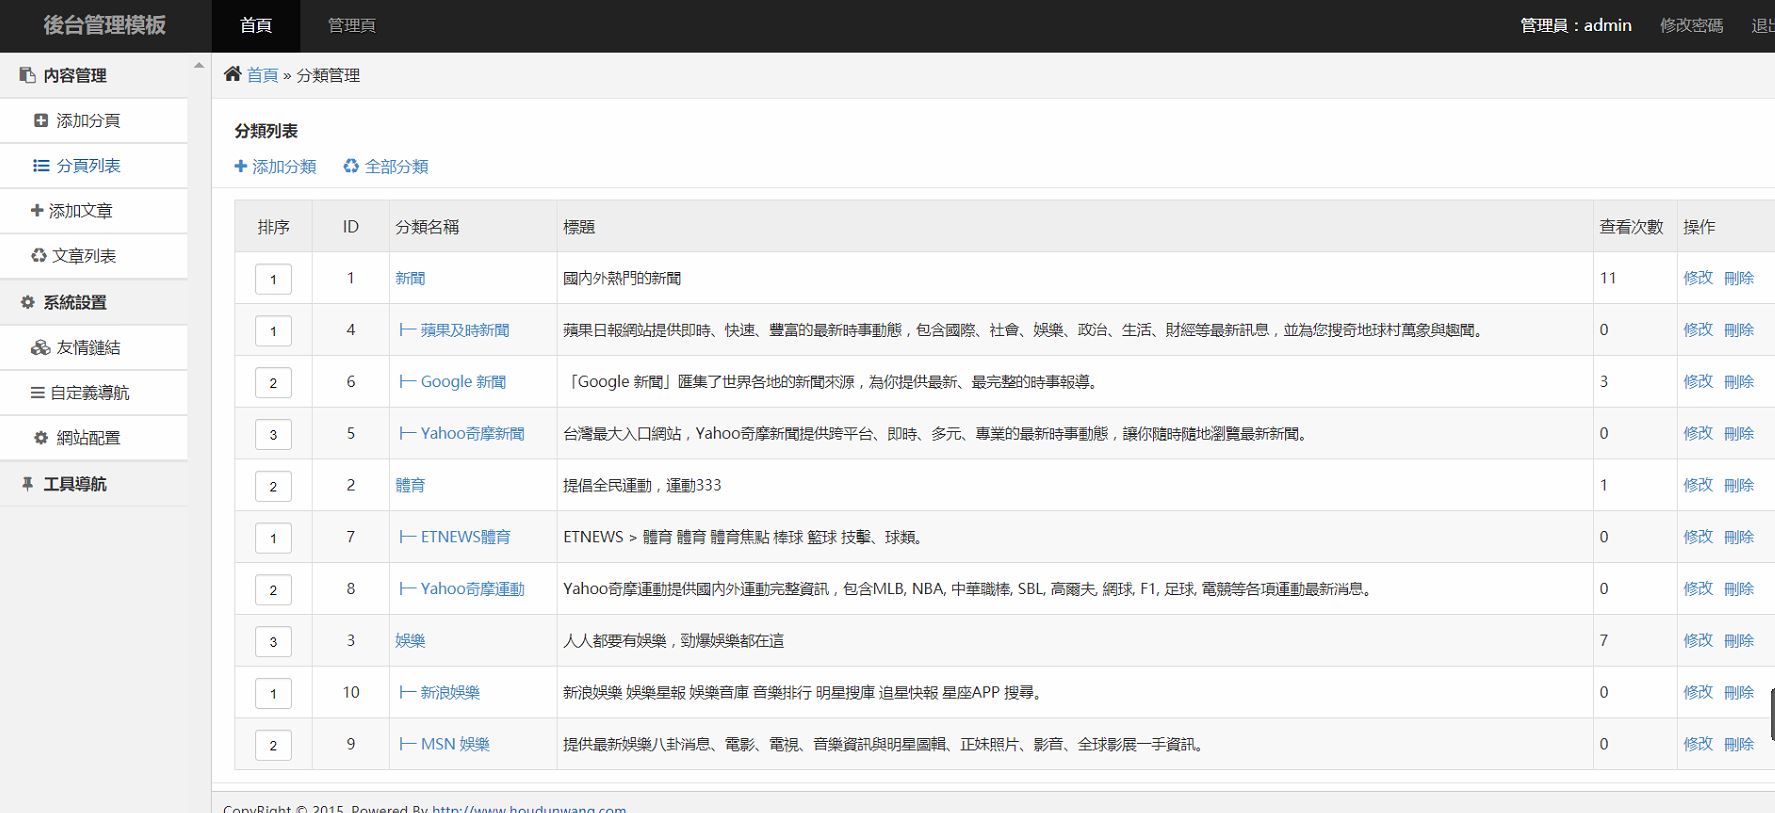 後台管理模板 首頁 管理頁 管理員：admin 修改密碼
内容管理
添加分頁
分頁列表
添加文章
文章列表
系統設置
友情鏈結
自定義導航
網站配置
工具導航
首頁 » 分類管理
分類列表
添加分類 全部分類
排序 ID 分類名稱 標題 查看次數 操作
1 1 新聞 國內外熱門的新聞 11 修改 刪除
1 4 ├─ 蘋果及時新聞 蘋果日報網站提供即時、快速、豐富的最新時事動態，包含國際、社會、娛樂、政治、生活、財經等最新訊息，並為您搜奇地球村萬象與趣聞。 0 修改 刪除
2 6 ├─ Google 新聞 「Google 新聞」匯集了世界各地的新聞來源，為你提供最新、最完整的時事報導。 3 修改 刪除
3 5 ├─ Yahoo奇摩新聞 台灣最大入口網站，Yahoo奇摩新聞提供跨平台、即時、多元、專業的最新時事動態，讓你隨時隨地瀏覽最新新聞。 0 修改 刪除
2 2 體育 提倡全民運動，運動333 1 修改 刪除
1 7 ├─ ETNEWS體育 ETNEWS > 體育 體育 體育焦點 棒球 籃球 技擊、球類。 0 修改 刪除
2 8 ├─ Yahoo奇摩運動 Yahoo奇摩運動提供國內外運動完整資訊，包含MLB, NBA, 中華職棒, SBL, 高爾夫, 網球, F1, 足球, 電競等各項運動最新消息。 0 修改 刪除
3 3 娛樂 人人都要有娛樂，勁爆娛樂都在這 7 修改 刪除
1 10 ├─ 新浪娛樂 新浪娛樂 娛樂星報 娛樂音庫 音樂排行 明星搜庫 追星快報 星座APP 搜尋。 0 修改 刪除
2 9 ├─ MSN 娛樂 提供最新娛樂八卦消息、電影、電視、音樂資訊與明星圖輯、正妹照片、影音、全球影展一手資訊。 0 修改 刪除
CopyRight © 2015. Powered By http://www.houdunwang.com